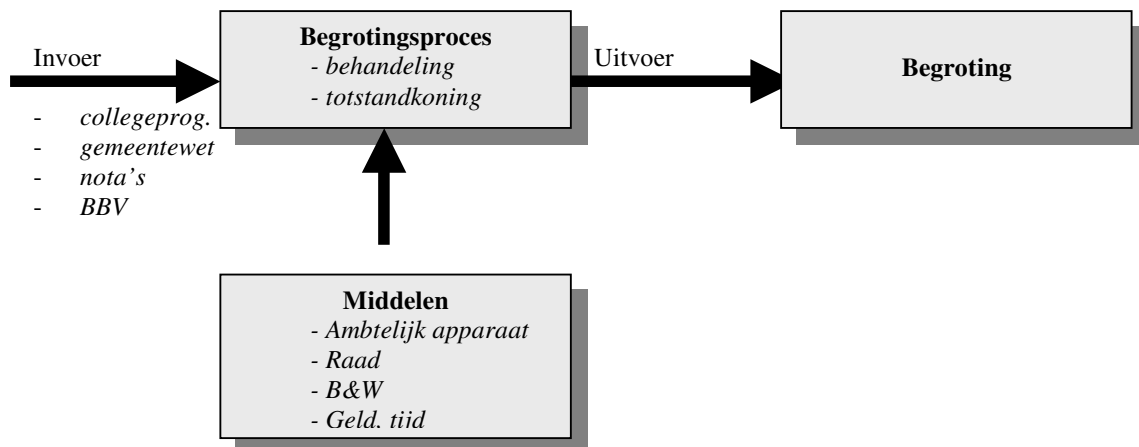 Invoer
- collegeprog.
- gemeentewet
- nota's
- BBV
Begrotingsproces
- behandeling
- totstandkoning
Uitvoer
Begroting
Middelen
- Ambtelijk apparaat
- Raad
- B&W
- Geld. tijd